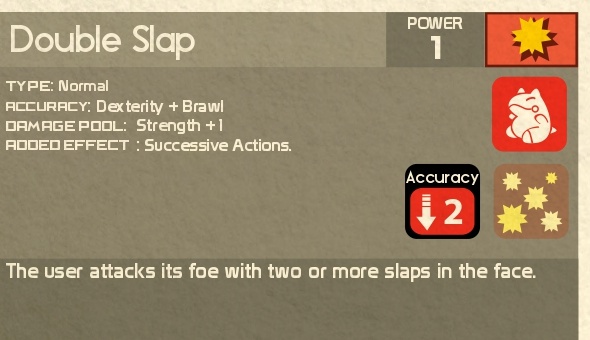 Double Slap
POWER
1
TYPE: Normal
ACCURACY: Dexterity + Brawl
DAMAGE POOL: Strength +1
ADDED EFFECT : Successive Actions.
Accuracy
2
The user attacks its foe with two or more slaps in the face.